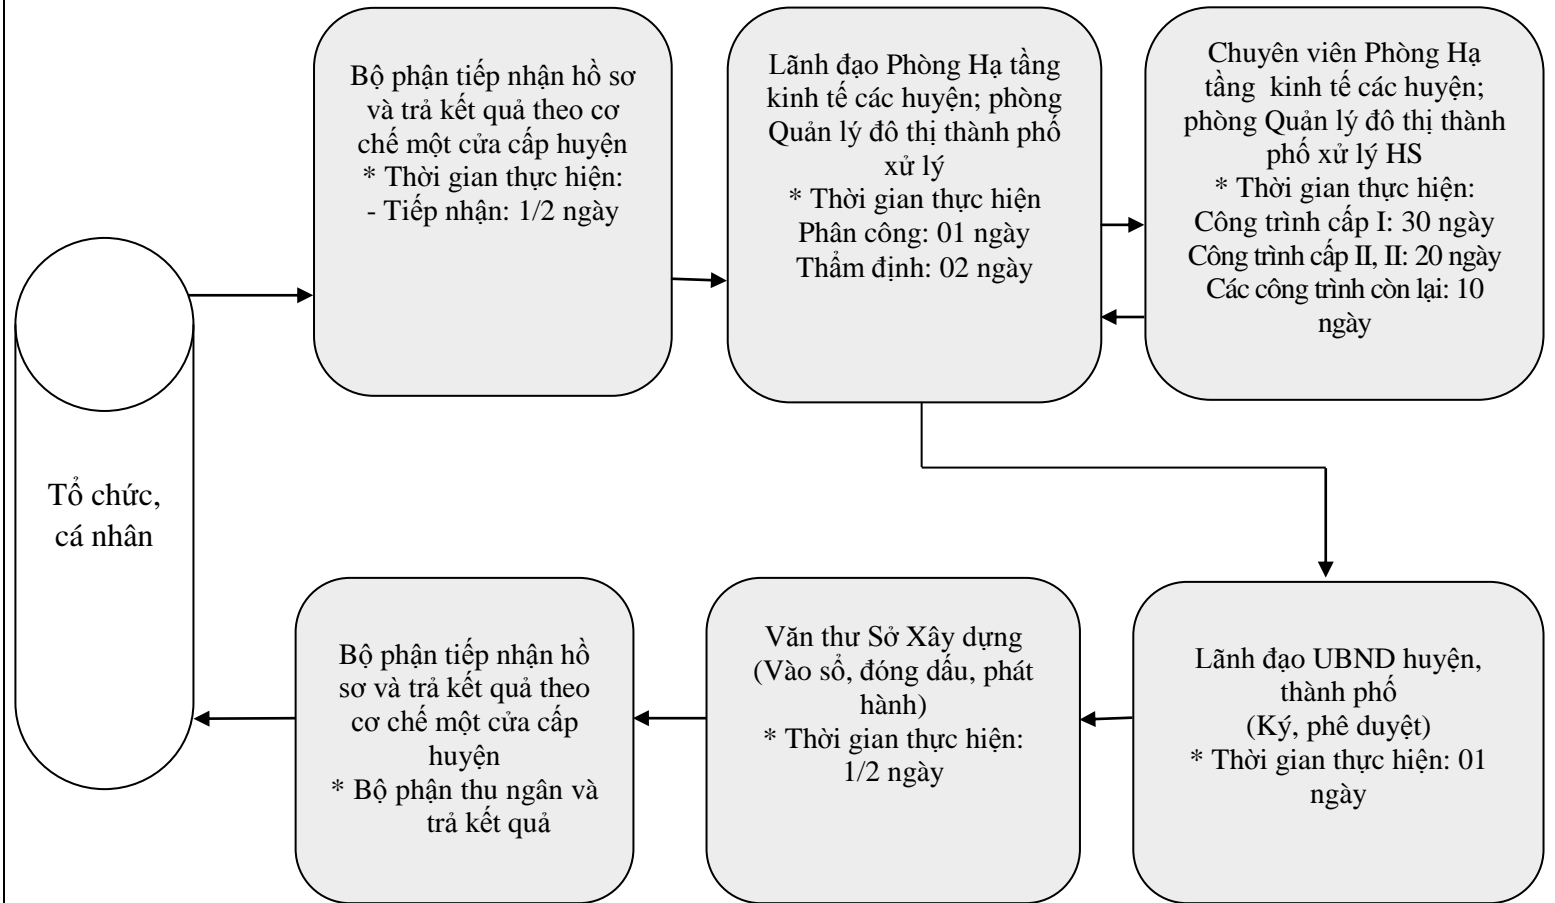 Bộ phận tiếp nhận hồ sơ
và trả kết quả theo cơ
chế một cửa cấp huyện
* Thời gian thực hiện:
- Tiếp nhận: 1/2 ngày
Lãnh đạo Phòng Hạ tầng
kinh tế các huyện; phòng
Quản lý đô thị thành phố
xử lý
* Thời gian thực hiện
Phân công: 01 ngày
Thẩm định: 02 ngày
Chuyên viên Phòng Hạ
tầng kinh tế các huyện;
phòng Quản lý đô thị thành
phố xử lý HS
* Thời gian thực hiện:
Công trình cấp I: 30 ngày
Công trình cấp II, II: 20 ngày
Các công trình còn lại: 10
ngày
Tổ chức,
cá nhân
Bộ phận tiếp nhận hồ
sơ và trả kết quả theo
cơ chế một cửa cấp
huyện
* Bộ phận thu ngân và
trả kết quả
Văn thư Sở Xây dựng
(Vào sổ, đóng dấu, phát
hành)
* Thời gian thực hiện:
1/2 ngày
Lãnh đạo UBND huyện,
thành phố
(Ký, phê duyệt)
* Thời gian thực hiện: 01
ngày